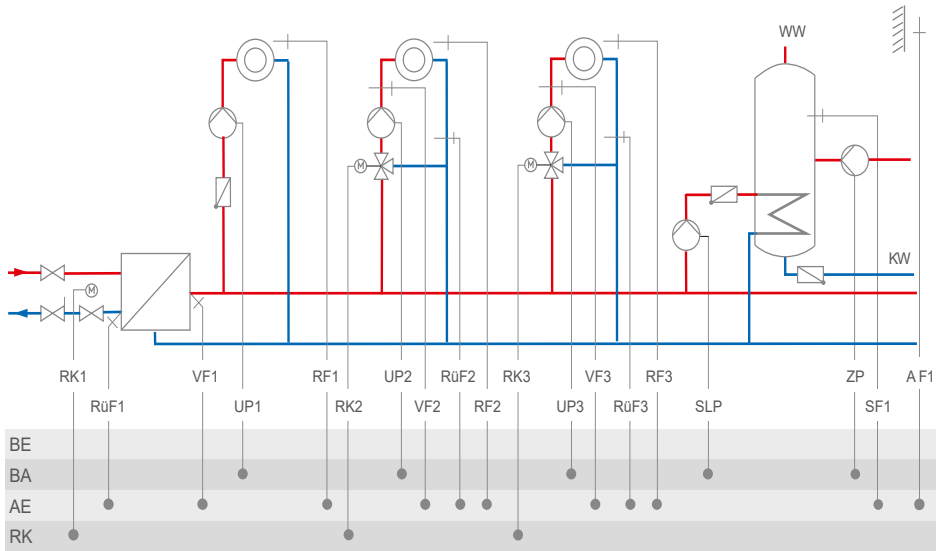 WW
KW
M
M
M
RK1 VF1 RF1 UP2 RüF2 RK3 VF3 RF3 ZP A F1
RüF1 UP1 RK2 VF2 RF2 UP3 RüF3 SLP SF1
BE
BA
AE
RK